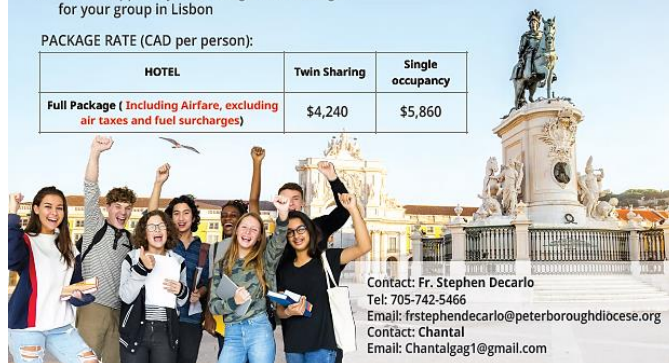 for your group in Lisbon
PACKAGE RATE (CAD per person):
HOTEL
Twin Sharing
Single
occupancy
Full Package ( Including Airfare, excluding
air taxes and fuel surcharges)
$4,240
$5,860
Contact: Fr. Stephen Decarlo
Tel: 705-742-5466
Email: frstephendecarlo@peterboroughdiocese.org
Contact: Chantal
Email: Chantalgag1@gmail.com